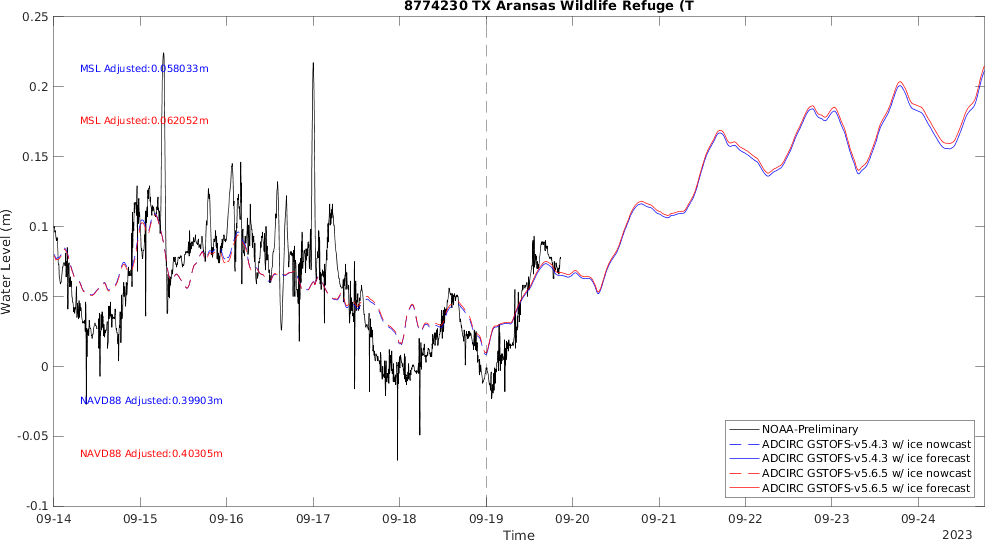 8774230 TX Aransas Wildlife Refuge (T
0.25
0.2
0.15
0.1
0.05
0
-0.05
-0.1
Water Level (m)
MSL Adjusted:0.058033m
MSL Adjusted:0.062052m
NAVD88 Adjusted:0.39903m
NAVD88 Adjusted:0.40305m
NOAA-Preliminary
ADCIRC GSTOFS-v5.4.3 w/ ice nowcast
ADCIRC GSTOFS-v5.4.3 w/ ice forecast
ADCIRC GSTOFS-v5.6.5 w/ ice nowcast
ADCIRC GSTOFS-v5.6.5 w/ ice forecast
09-14 09-15 09-16 09-17 09-18 09-19 09-20 09-21 09-22 09-23 09-24
Time
2023